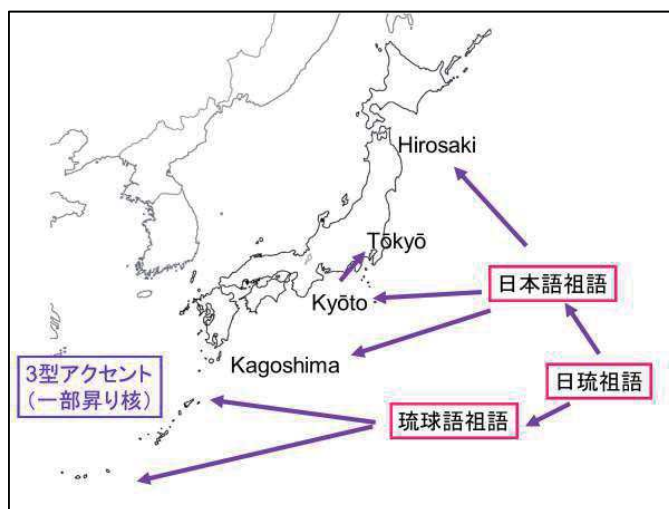 Hirosaki
Tōkyō
日本語祖語
Kyōto
Kagoshima
3型アクセント
(一部昇り核)
日琉祖語
琉球語祖語